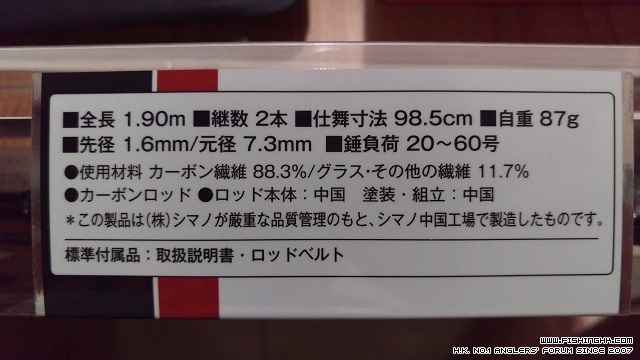 ■全長 1.90m ■継数 2本 ■仕舞寸法 98.5cm ■自重 87g
■先径 1.6mm/元径 7.3mm ■錘負荷 20〜60号
●使用材料 カーボン繊維 88.3%/グラス・その他の繊維 11.7%
●カーボンロッド ●ロッド本体：中国 塗装・組立：中国
＊この製品は(株)シマノが厳重な品質管理のもと、シマノ中国工場で製造したものです。
標準付属品：取扱説明書・ロッドベルト
WWW.FISHINGHK.COM
H.K. NO.1 ANGLERS' FORUM SINCE 2007